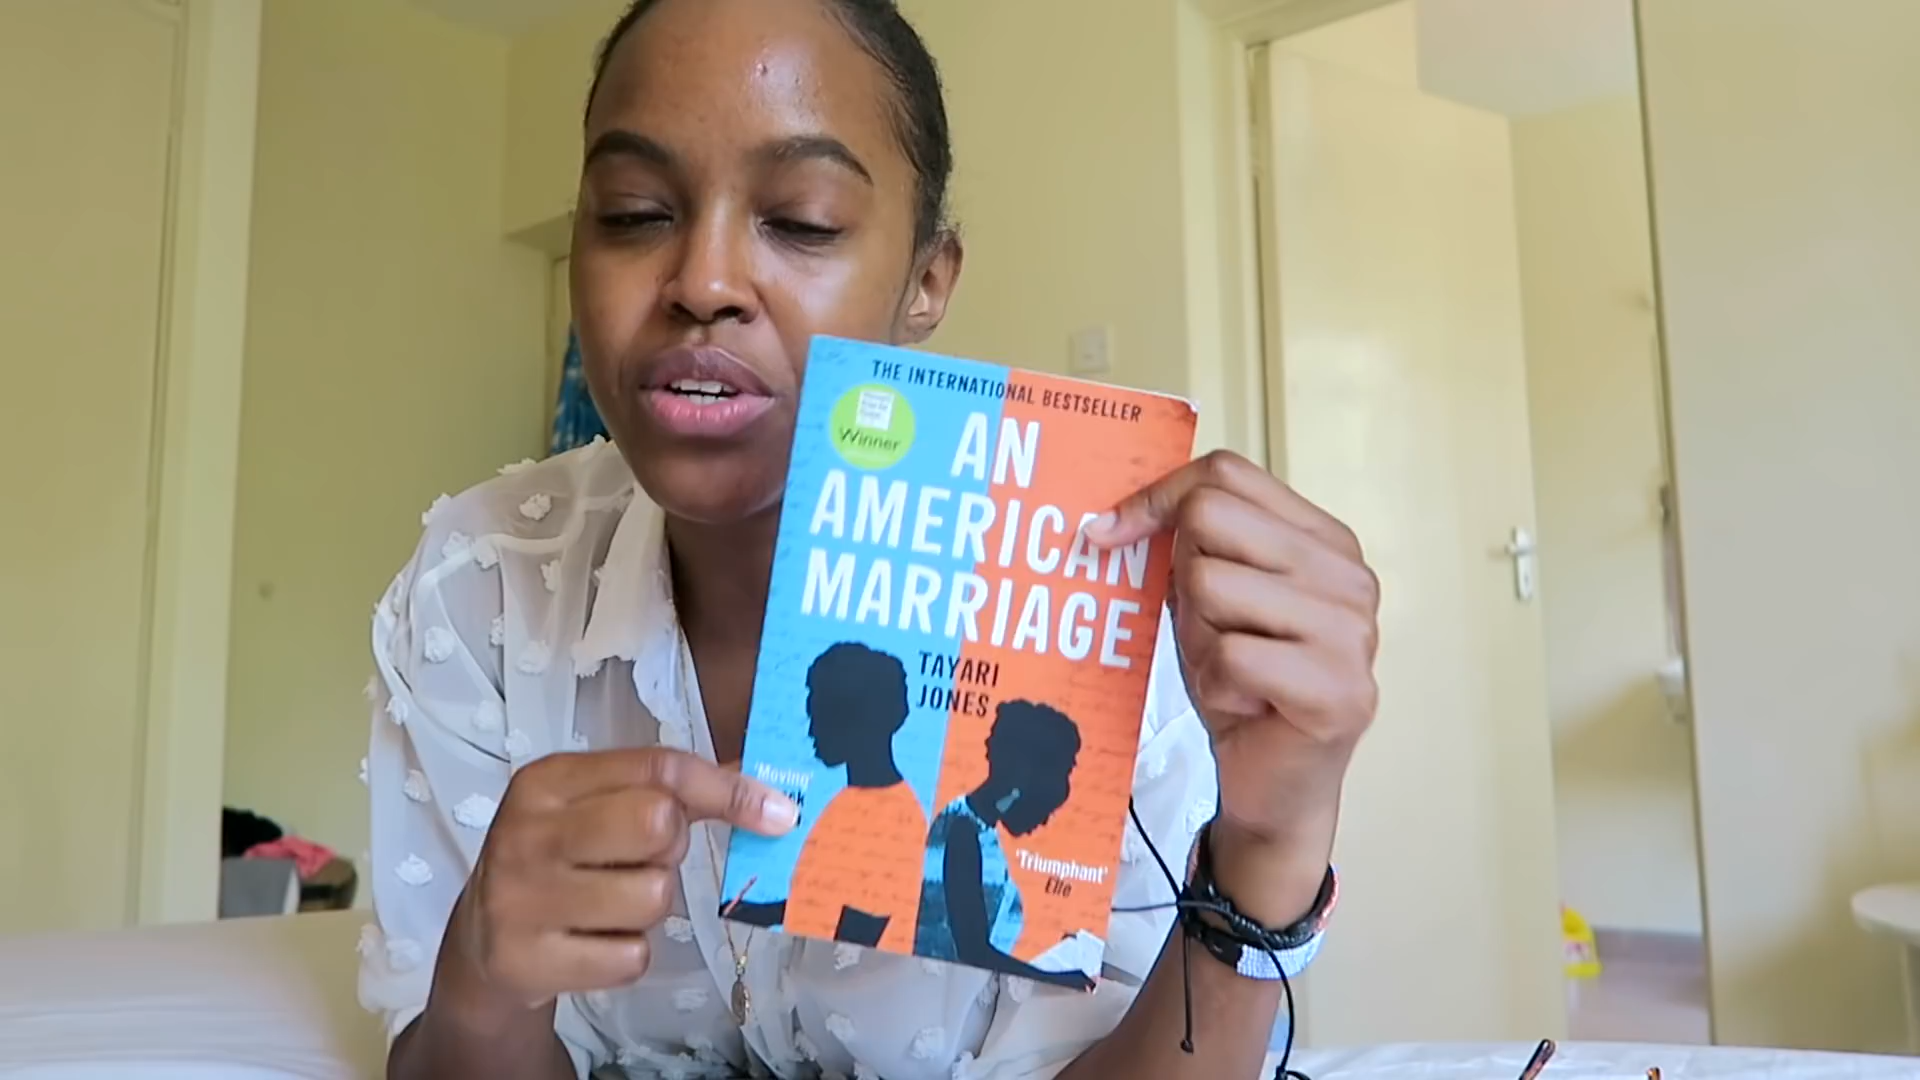 THE INTERNATIONAL BESTSELLER
Winner
AN
AMERICAN
MARRIAGE
TAYARI
JONES
'Moving'
'Triumphant'
Elle